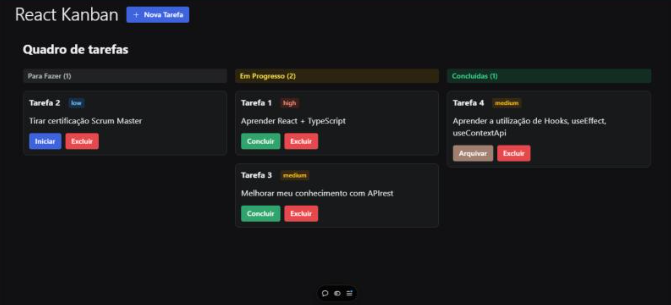 React Kanban
+ Nova Tarefa
Quadro de tarefas
Para Fazer (1)
Tarefa 2 low
Tirar certificação Scrum Master
Iniciar Excluir
Em Progresso (2)
Tarefa 1 high
Aprender React + TypeScript
Concluir Excluir
Tarefa 3 medium
Melhorar meu conhecimento com APIrest
Concluir Excluir
Concluídas (1)
Tarefa 4 medium
Aprender a utilização de Hooks, useEffect,
useContextApi
Arquivar Excluir